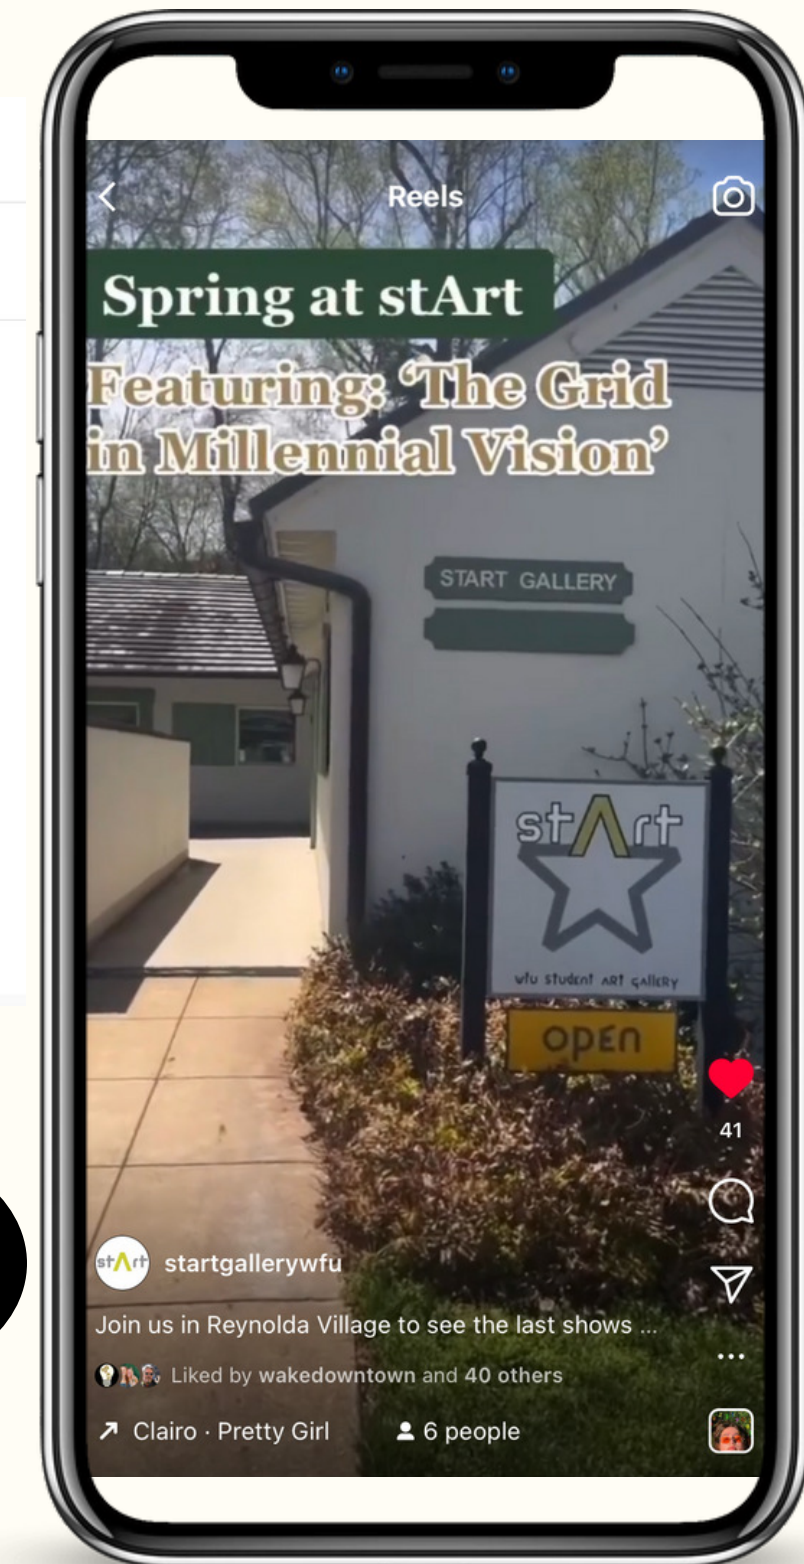 Reels
Spring at stArt
Featuring: ‘The Grid
in Millennial Vision’
START GALLERY
stArt
wfu student ART GALLERY
OPEN
41
stArt
startgallerywfu
Join us in Reynolda Village to see the last shows ...
Liked by wakedowntown and 40 others
Clairo · Pretty Girl
6 people